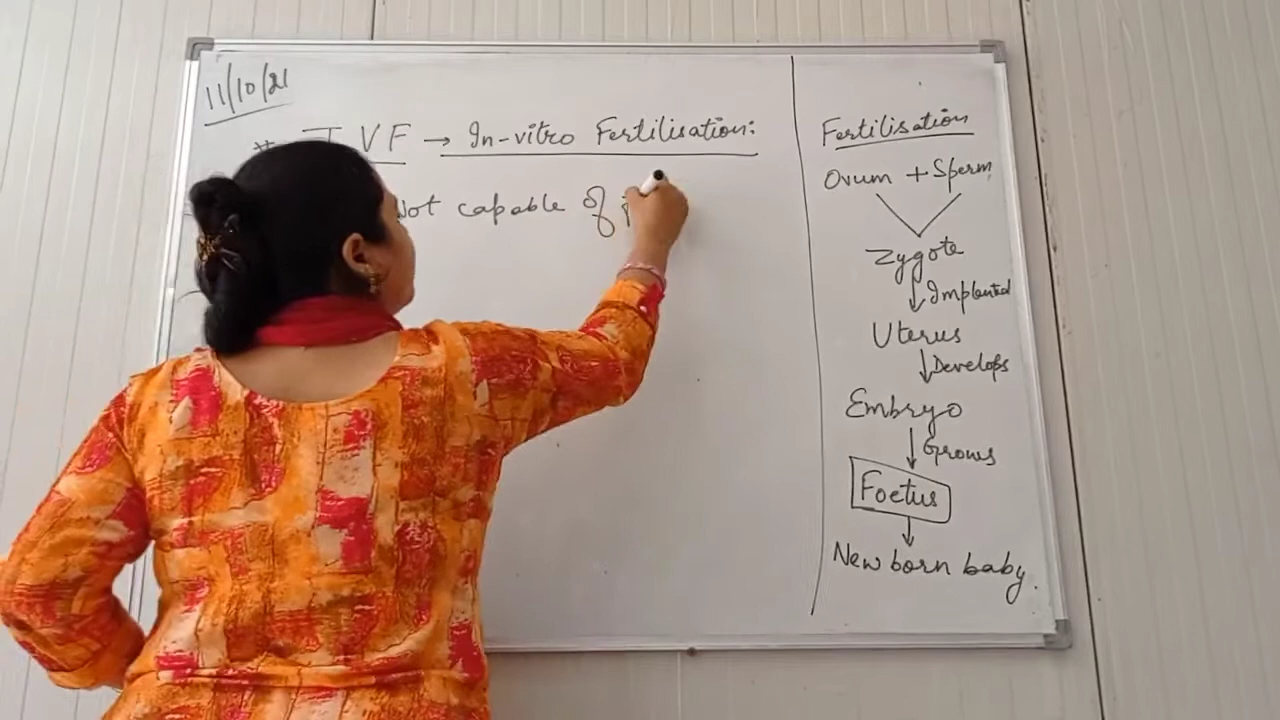 11/10/21
# I V F → In-vitro Fertilisation:
Not capable of
Fertilisation
Ovum + Sperm
Zygote
↓ Implanted
Uterus
↓ Develops
Embryo
↓ Grows
Foetus
↓
New born baby.